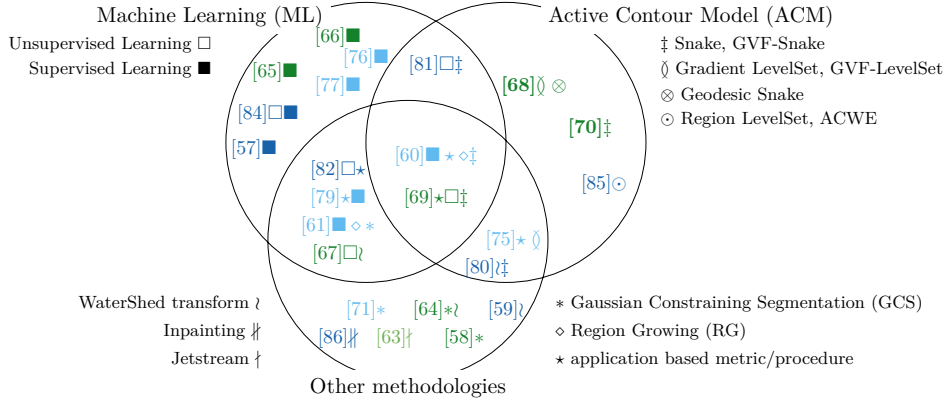 Machine Learning (ML)
Active Contour Model (ACM)
Unsupervised Learning □
Supervised Learning ■
‡ Snake, GVF-Snake
≬ Gradient LevelSet, GVF-LevelSet
⊗ Geodesic Snake
⊙ Region LevelSet, ACWE
[66]■
[76]■
[81]□‡
[65]■
[77]■
[68]≬ ⊗
[84]□■
[70]‡
[57]■
[60]■ ⋆ ⋄‡
[82]□⋆
[85]⊙
[79]⋆■
[69]⋆□‡
[61]■ ⋄ ∗
[75]⋆ ≬
[67]□≀
[80]≀‡
WaterShed transform ≀
Inpainting ∦
Jetstream ∤
[71]∗
[64]∗≀
[59]≀
[86]∦
[63]∤
[58]∗
∗ Gaussian Constraining Segmentation (GCS)
⋄ Region Growing (RG)
⋆ application based metric/procedure
Other methodologies